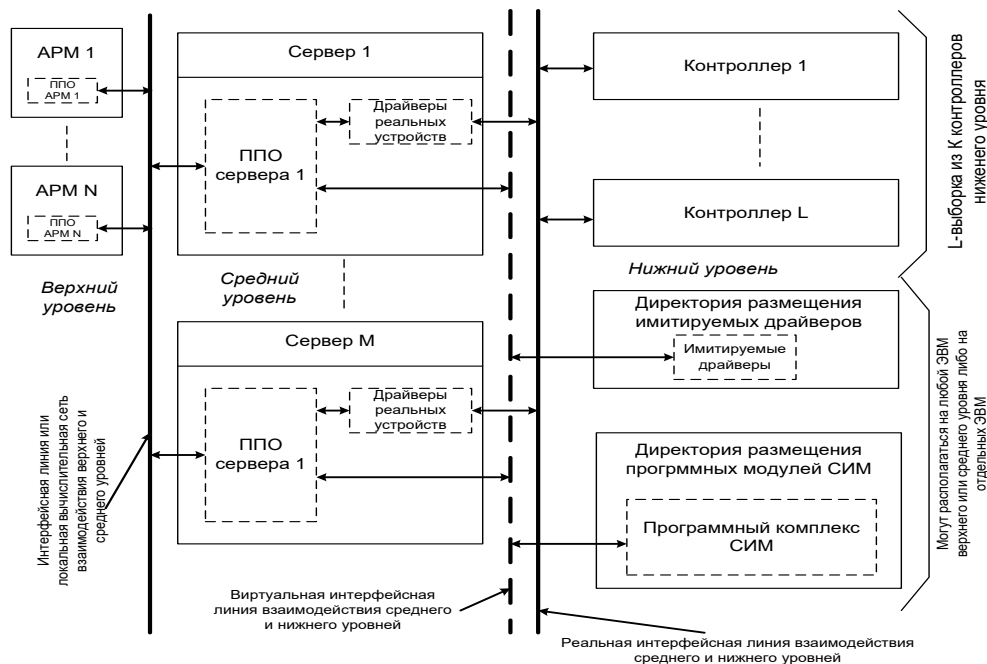 АРМ 1
ППО
АРМ 1
АРМ N
ППО
АРМ N
Верхний
уровень
Интерфейсная линия или
локальная вычислительная сеть
взаимодействия верхнего и
среднего уровней
Сервер 1
ППО
сервера 1
Драйверы
реальных
устройств
Средний
уровень
Сервер M
ППО
сервера 1
Драйверы
реальных
устройств
Виртуальная интерфейсная
линия взаимодействия среднего
и нижнего уровней
Контроллер 1
Контроллер L
Нижний уровень
Директория размещения
имитируемых драйверов
Имитируемые
драйверы
Директория размещения
прогрммных модулей СИМ
Программный комплекс
СИМ
Реальная интерфейсная линия взаимодействия
среднего и нижнего уровней
L-выборка из K контроллеров
ниженего уровня
Могут располагаться на любой ЭВМ
верхнего или среднего уровня либо на
отдельных ЭВМ